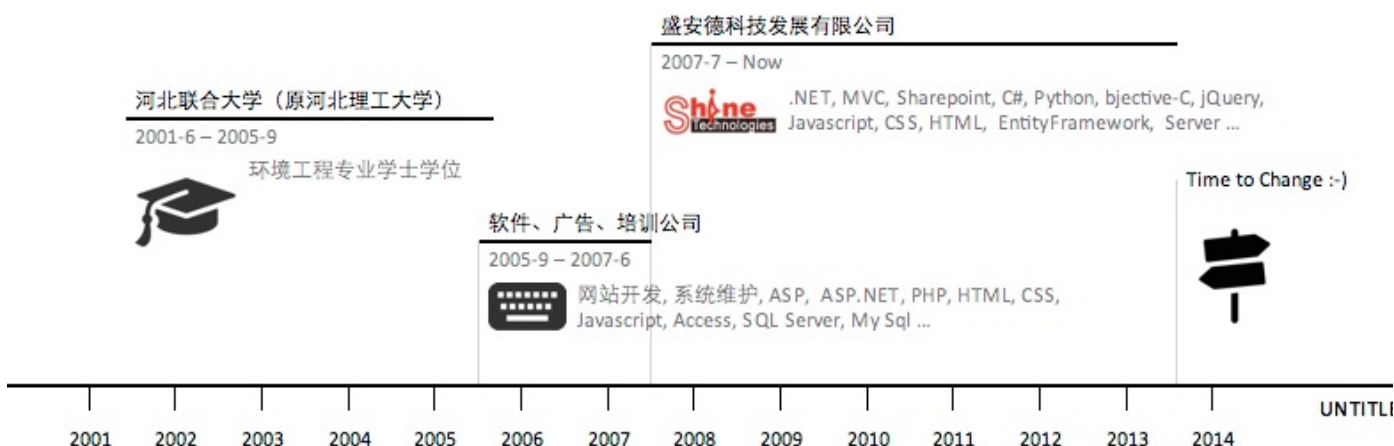 盛安德科技发展有限公司
2007-7 – Now
Shine
Technologies
.NET, MVC, Sharepoint, C#, Python, bjective-C, jQuery,
Javascript, CSS, HTML, EntityFramework, Server ...
河北联合大学（原河北理工大学）
2001-6 – 2005-9
环境工程专业学士学位
Time to Change :-)
软件、广告、培训公司
2005-9 – 2007-6
网站开发, 系统维护, ASP, ASP.NET, PHP, HTML, CSS,
Javascript, Access, SQL Server, My Sql ...
UNTITLE
2001 2002 2003 2004 2005 2006 2007 2008 2009 2010 2011 2012 2013 2014